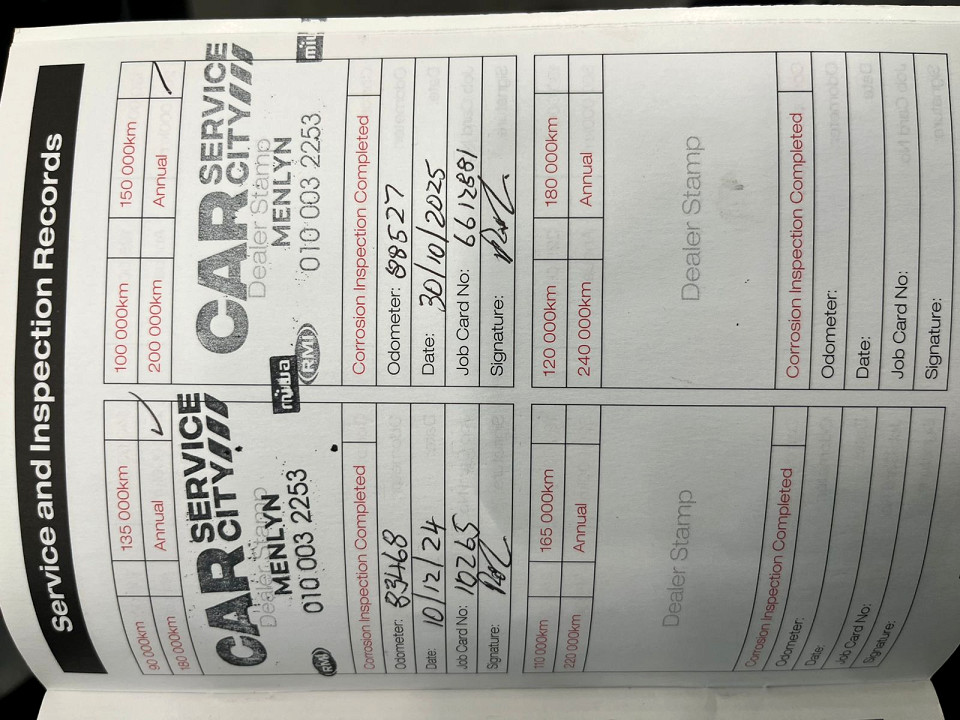 Service and Inspection Records
90 000km 135 000km
180 000km Annual ✓
CAR SERVICE CITY
Dealer Stamp
MENLYN
010 003 2253
RMI
Corrosion Inspection Completed
Odometer: 83468
Date: 10/12/24
Job Card No: 10265
Signature:
100 000km 150 000km
200 000km Annual ✓
CAR SERVICE CITY
Dealer Stamp
MENLYN
010 003 2253
RMI
Corrosion Inspection Completed
Odometer: 88527
Date: 30/10/2025
Job Card No: 6612881
Signature:
110 000km 165 000km
220 000km Annual
Dealer Stamp
Corrosion Inspection Completed
Odometer:
Date:
Job Card No:
Signature:
120 000km 180 000km
240 000km Annual
Dealer Stamp
Corrosion Inspection Completed
Odometer:
Date:
Job Card No:
Signature: